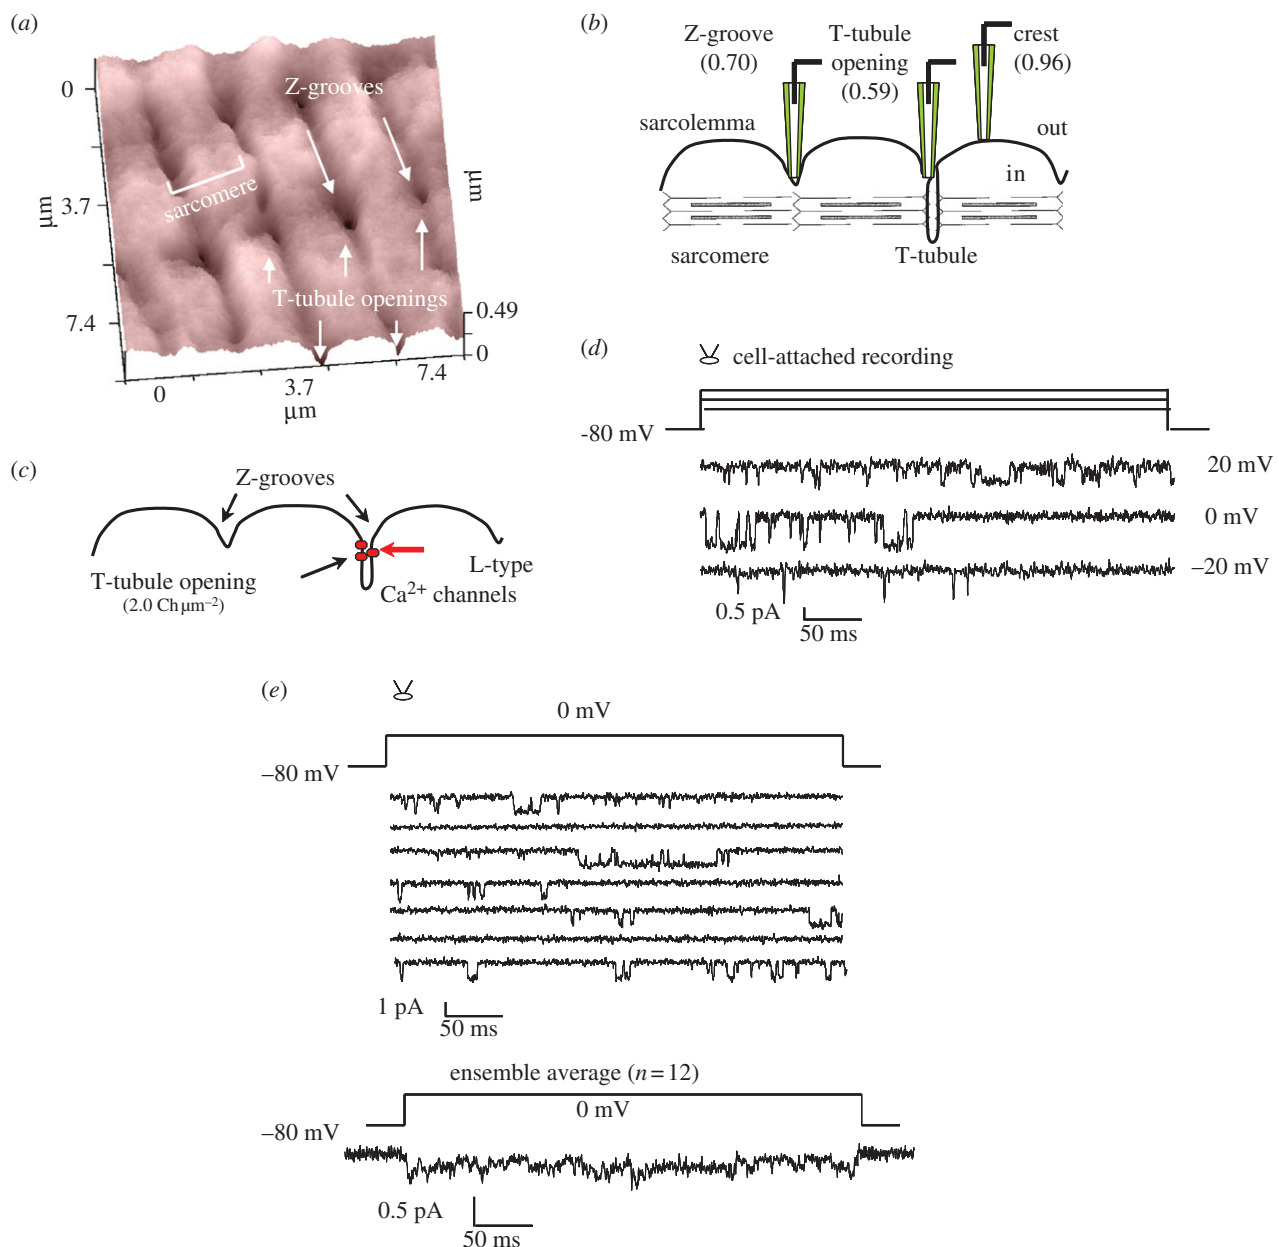 (a)
0
3.7
7.4
μm
Z-grooves
sarcomere
μm
T-tubule openings
0.49
0
0
3.7
7.4
μm
(b)
Z-groove
(0.70)
T-tubule
opening
(0.59)
crest
(0.96)
sarcolemma
out
in
sarcomere
T-tubule
(c)
Z-grooves
T-tubule opening
(2.0 Ch μm⁻²)
L-type
Ca²⁺ channels
(d)
cell-attached recording
-80 mV
20 mV
0 mV
–20 mV
0.5 pA
50 ms
(e)
0 mV
–80 mV
1 pA
50 ms
ensemble average (n = 12)
0 mV
–80 mV
0.5 pA
50 ms